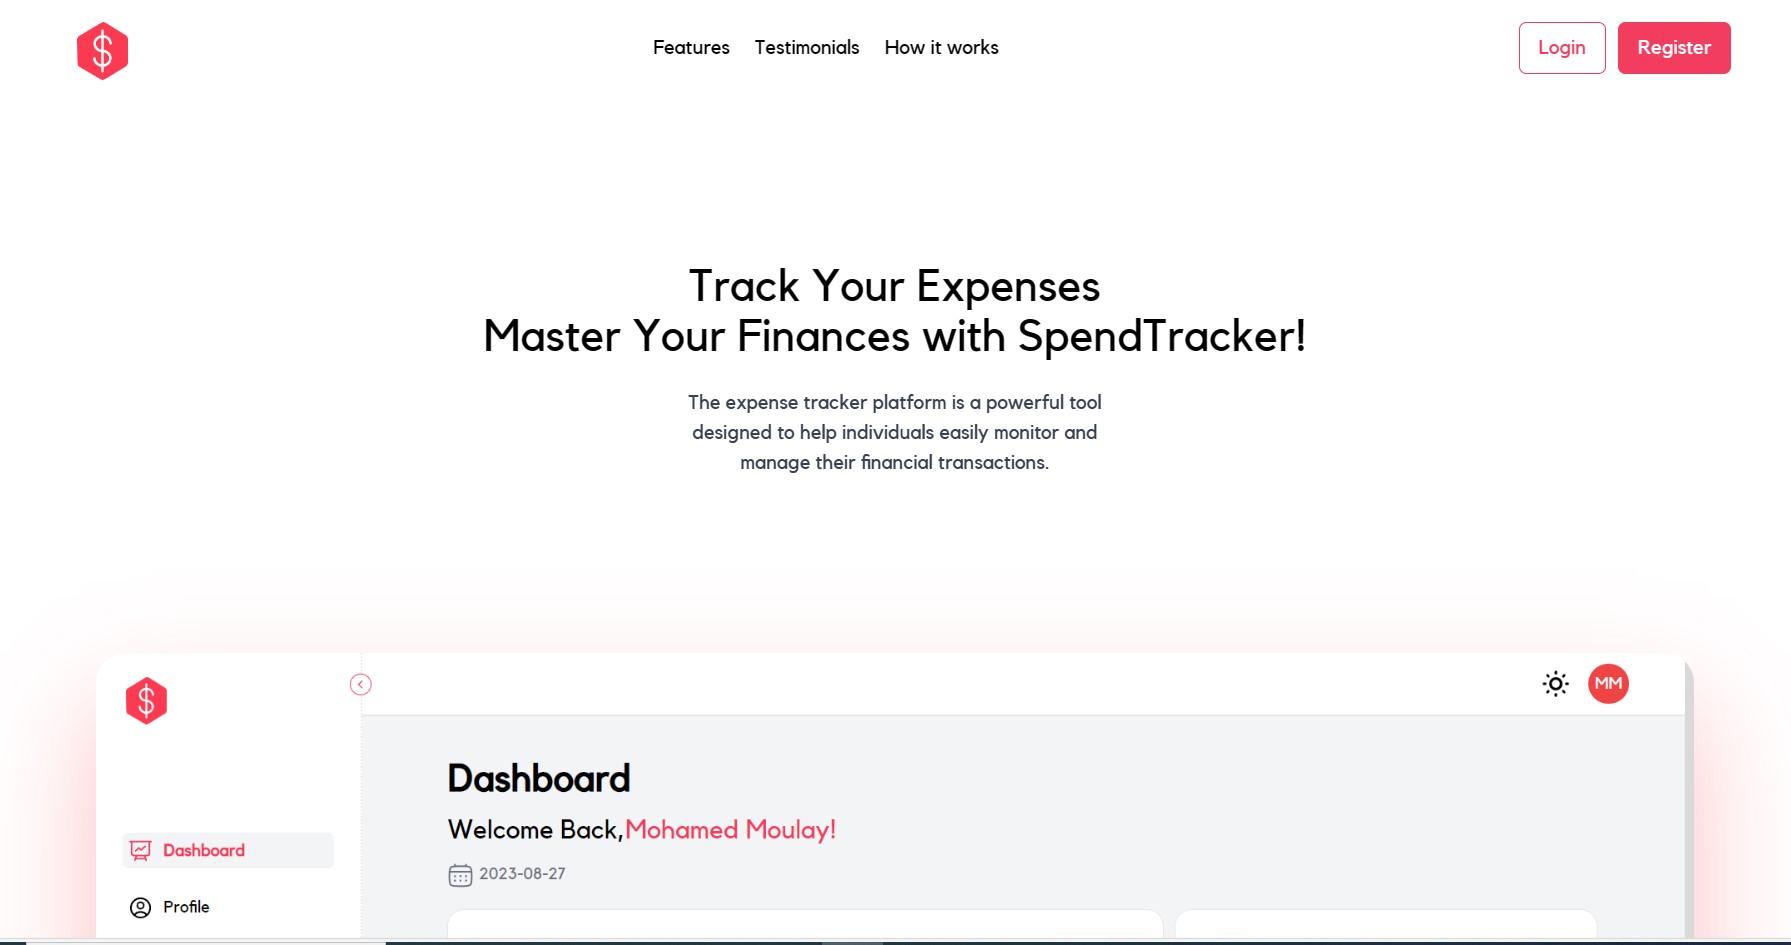 $
Features
Testimonials
How it works
Login
Register
Track Your Expenses
Master Your Finances with SpendTracker!
The expense tracker platform is a powerful tool
designed to help individuals easily monitor and
manage their financial transactions.
$
MM
Dashboard
Welcome Back,Mohamed Moulay!
2023-08-27
Dashboard
Profile